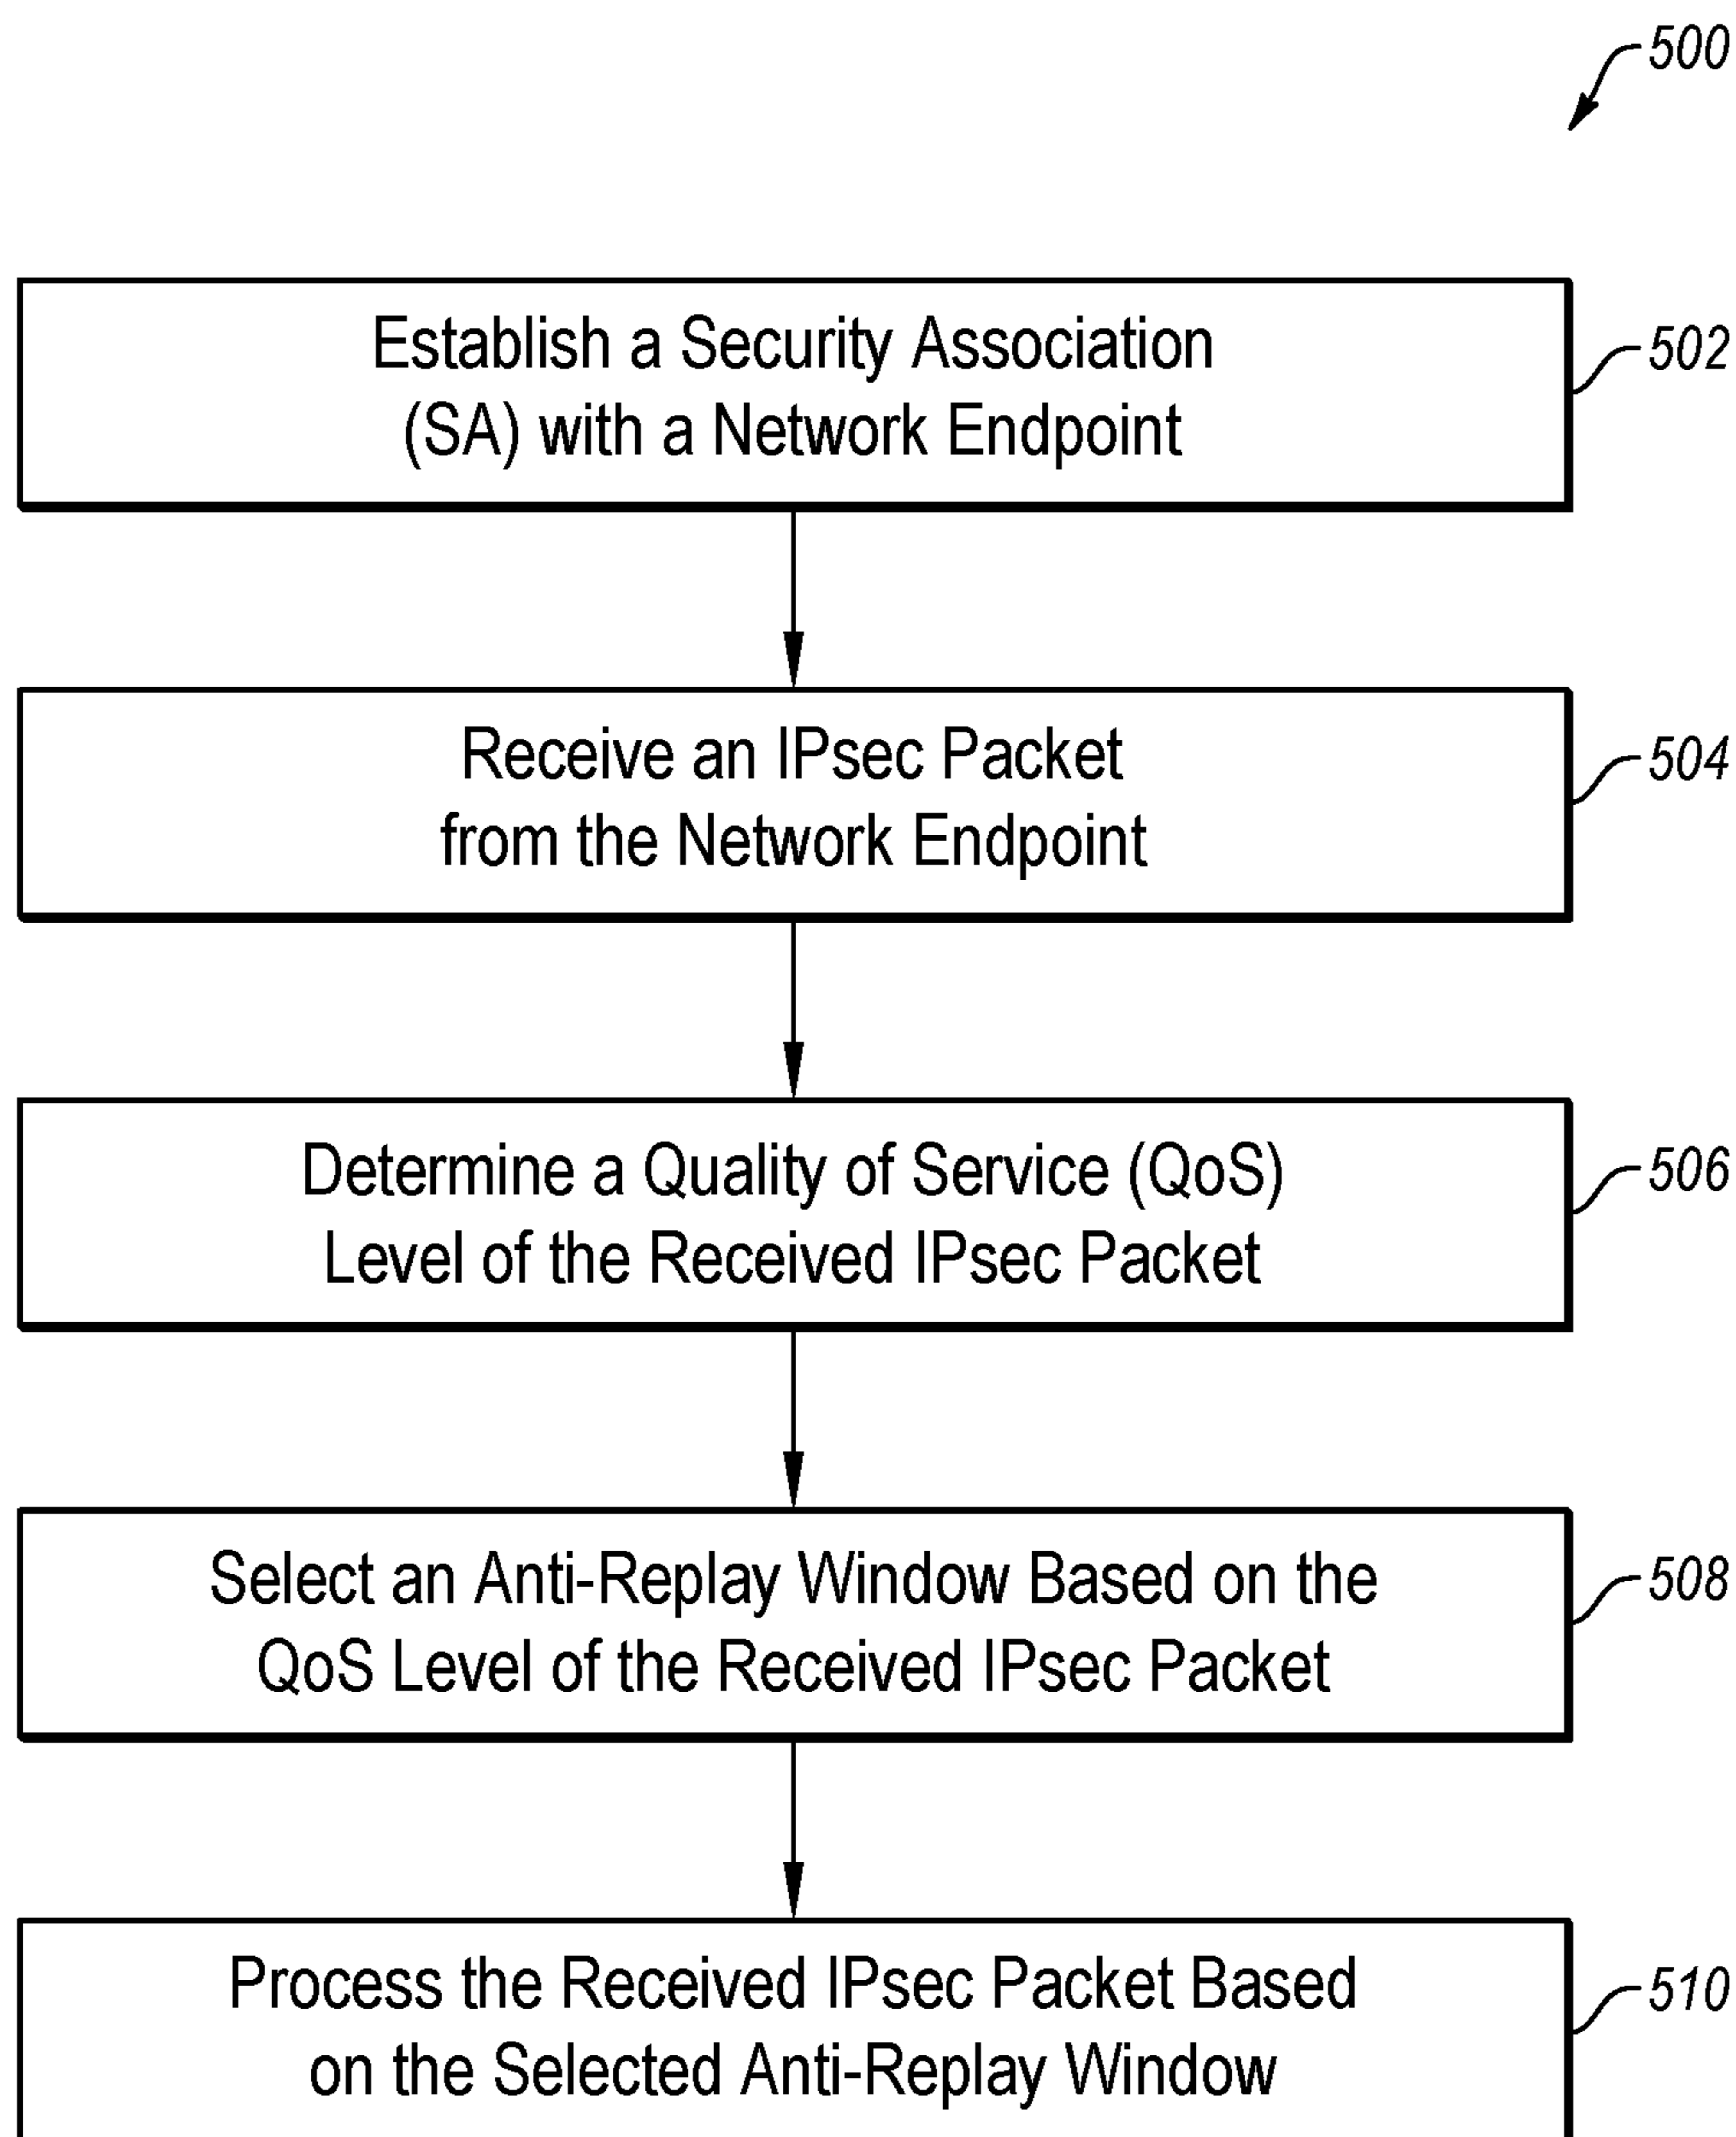 500
Establish a Security Association
(SA) with a Network Endpoint
502
Receive an IPsec Packet
from the Network Endpoint
504
Determine a Quality of Service (QoS)
Level of the Received IPsec Packet
506
Select an Anti-Replay Window Based on the
QoS Level of the Received IPsec Packet
508
Process the Received IPsec Packet Based
on the Selected Anti-Replay Window
510